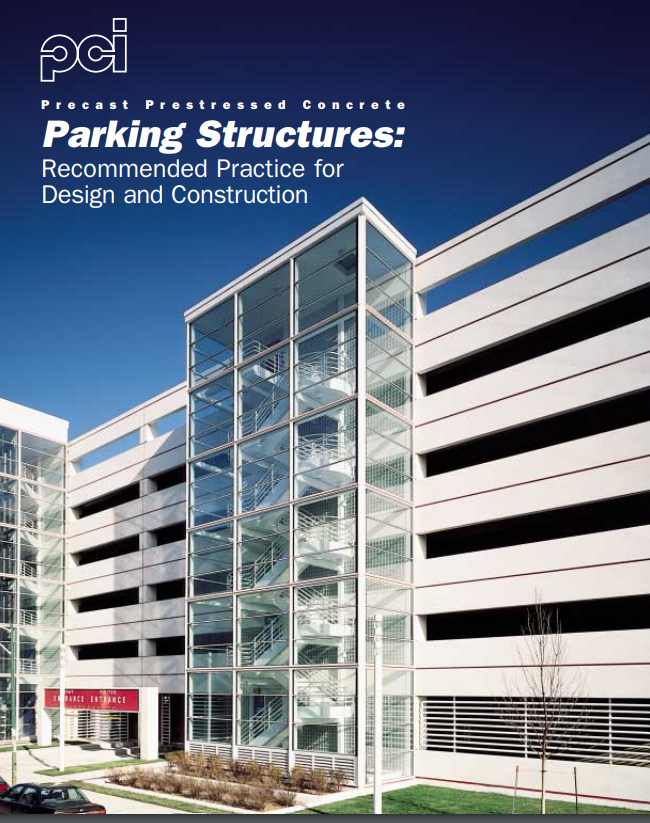 pci
Precast Prestressed Concrete
Parking Structures:
Recommended Practice for
Design and Construction
ENTRANCE ENTRANCE